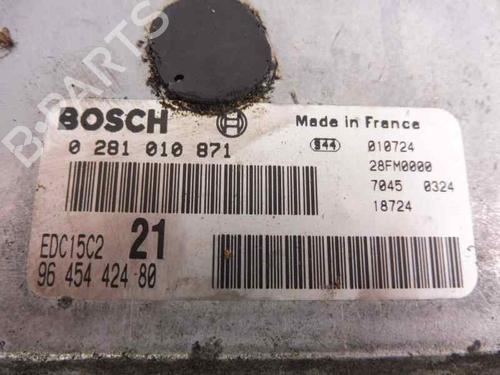 B-PARTS
BOSCH
Made in France
0 281 010 871
S44 010724
28FM0000
7045 0324
18724
EDC15C2 21
96 454 424 80